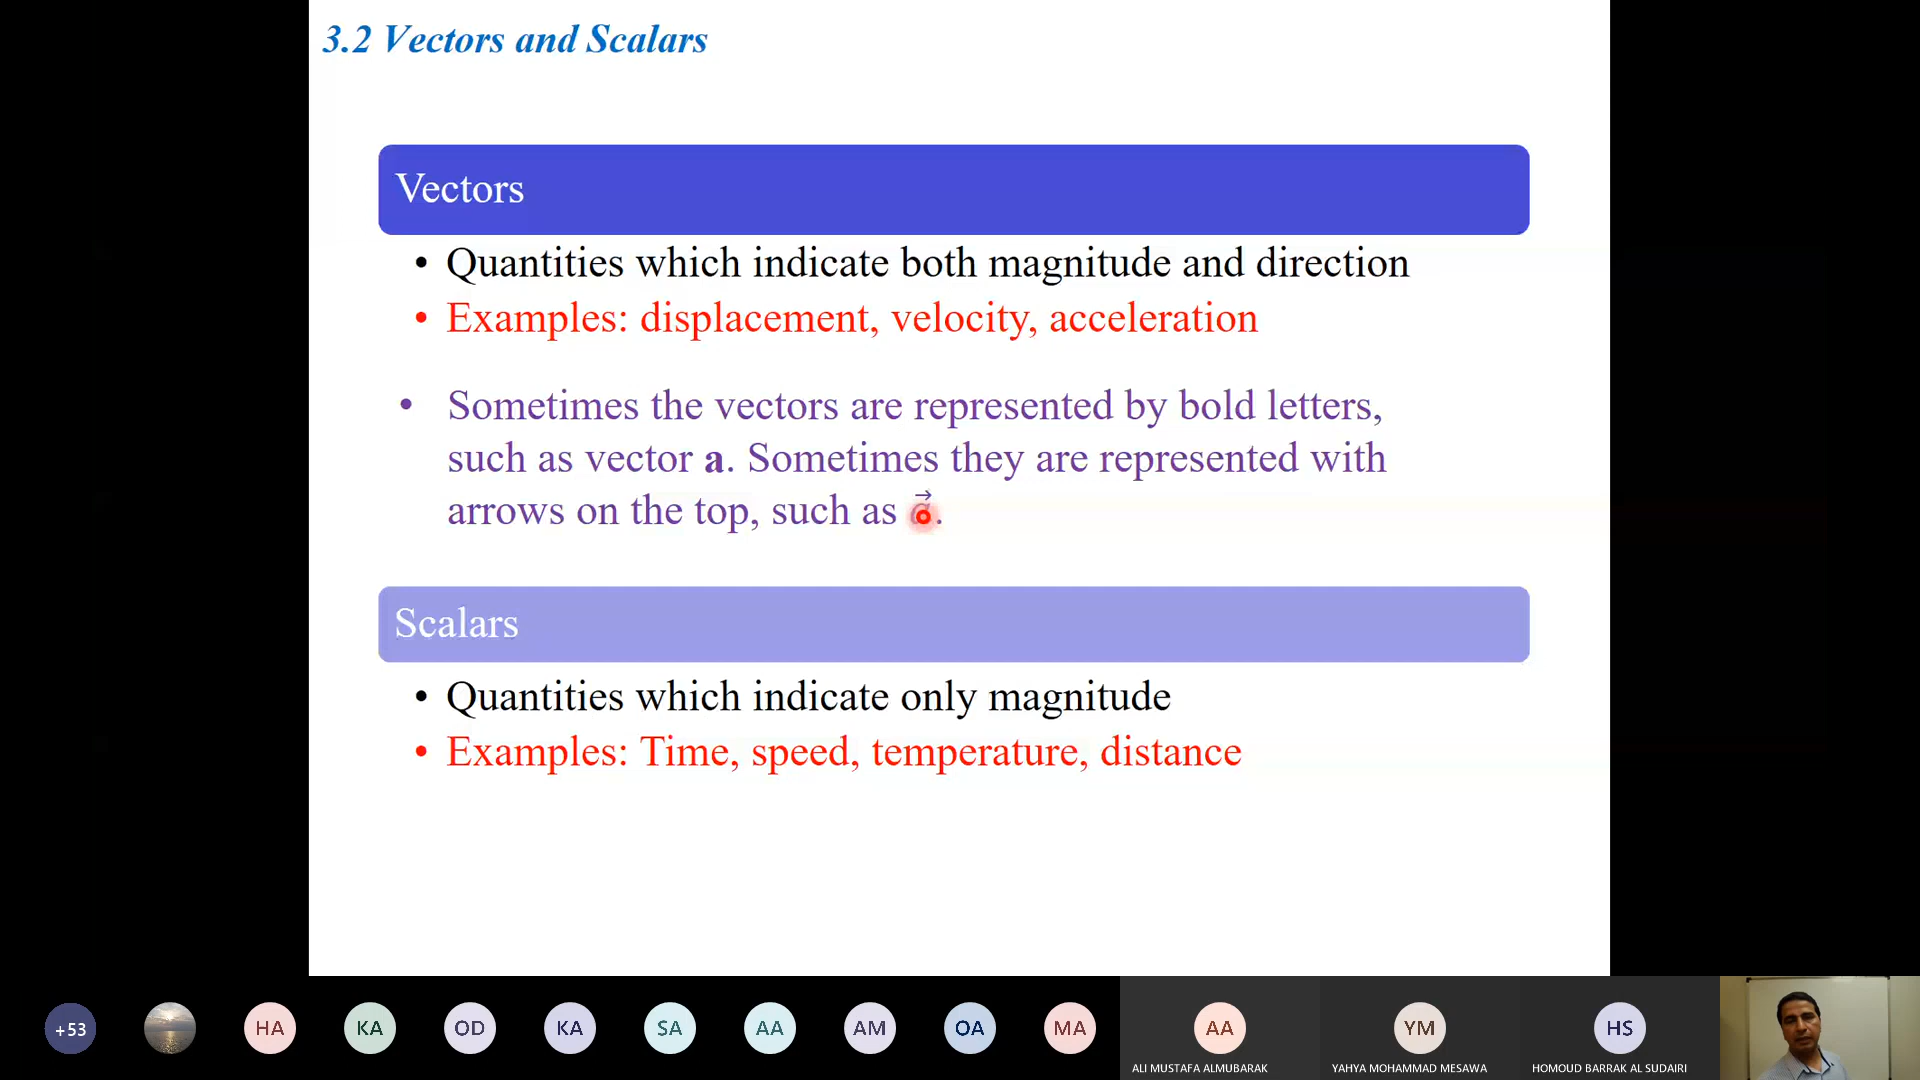 3.2 Vectors and Scalars
Vectors
• Quantities which indicate both magnitude and direction
• Examples: displacement, velocity, acceleration
• Sometimes the vectors are represented by bold letters,
such as vector a. Sometimes they are represented with
arrows on the top, such as a⃗.
Scalars
• Quantities which indicate only magnitude
• Examples: Time, speed, temperature, distance
+53
HA
KA
OD
KA
SA
AA
AM
OA
MA
AA
YM
HS
ALI MUSTAFA ALMUBARAK
YAHYA MOHAMMAD MESAWA
HOMOUD BARRAK AL SUDAIRI